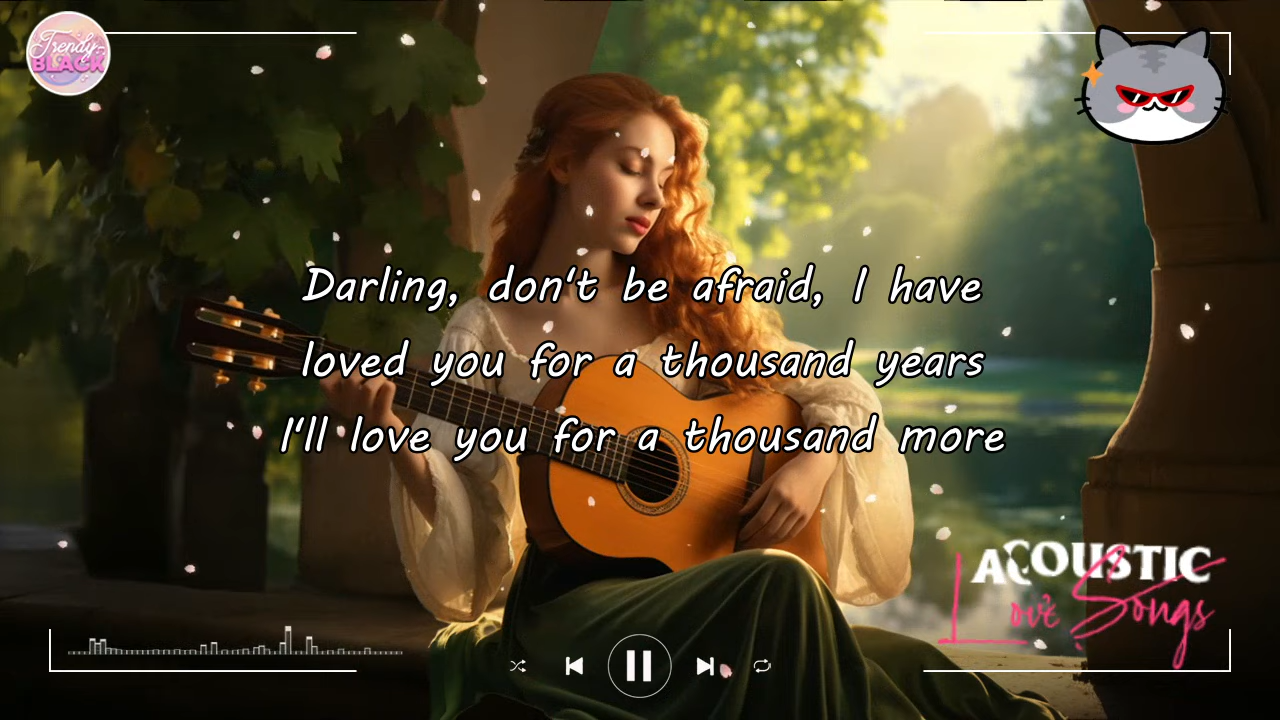 Trendy
BLACK
Darling, don't be afraid, I have
loved you for a thousand years
I'll love you for a thousand more
ACOUSTIC
Love Songs